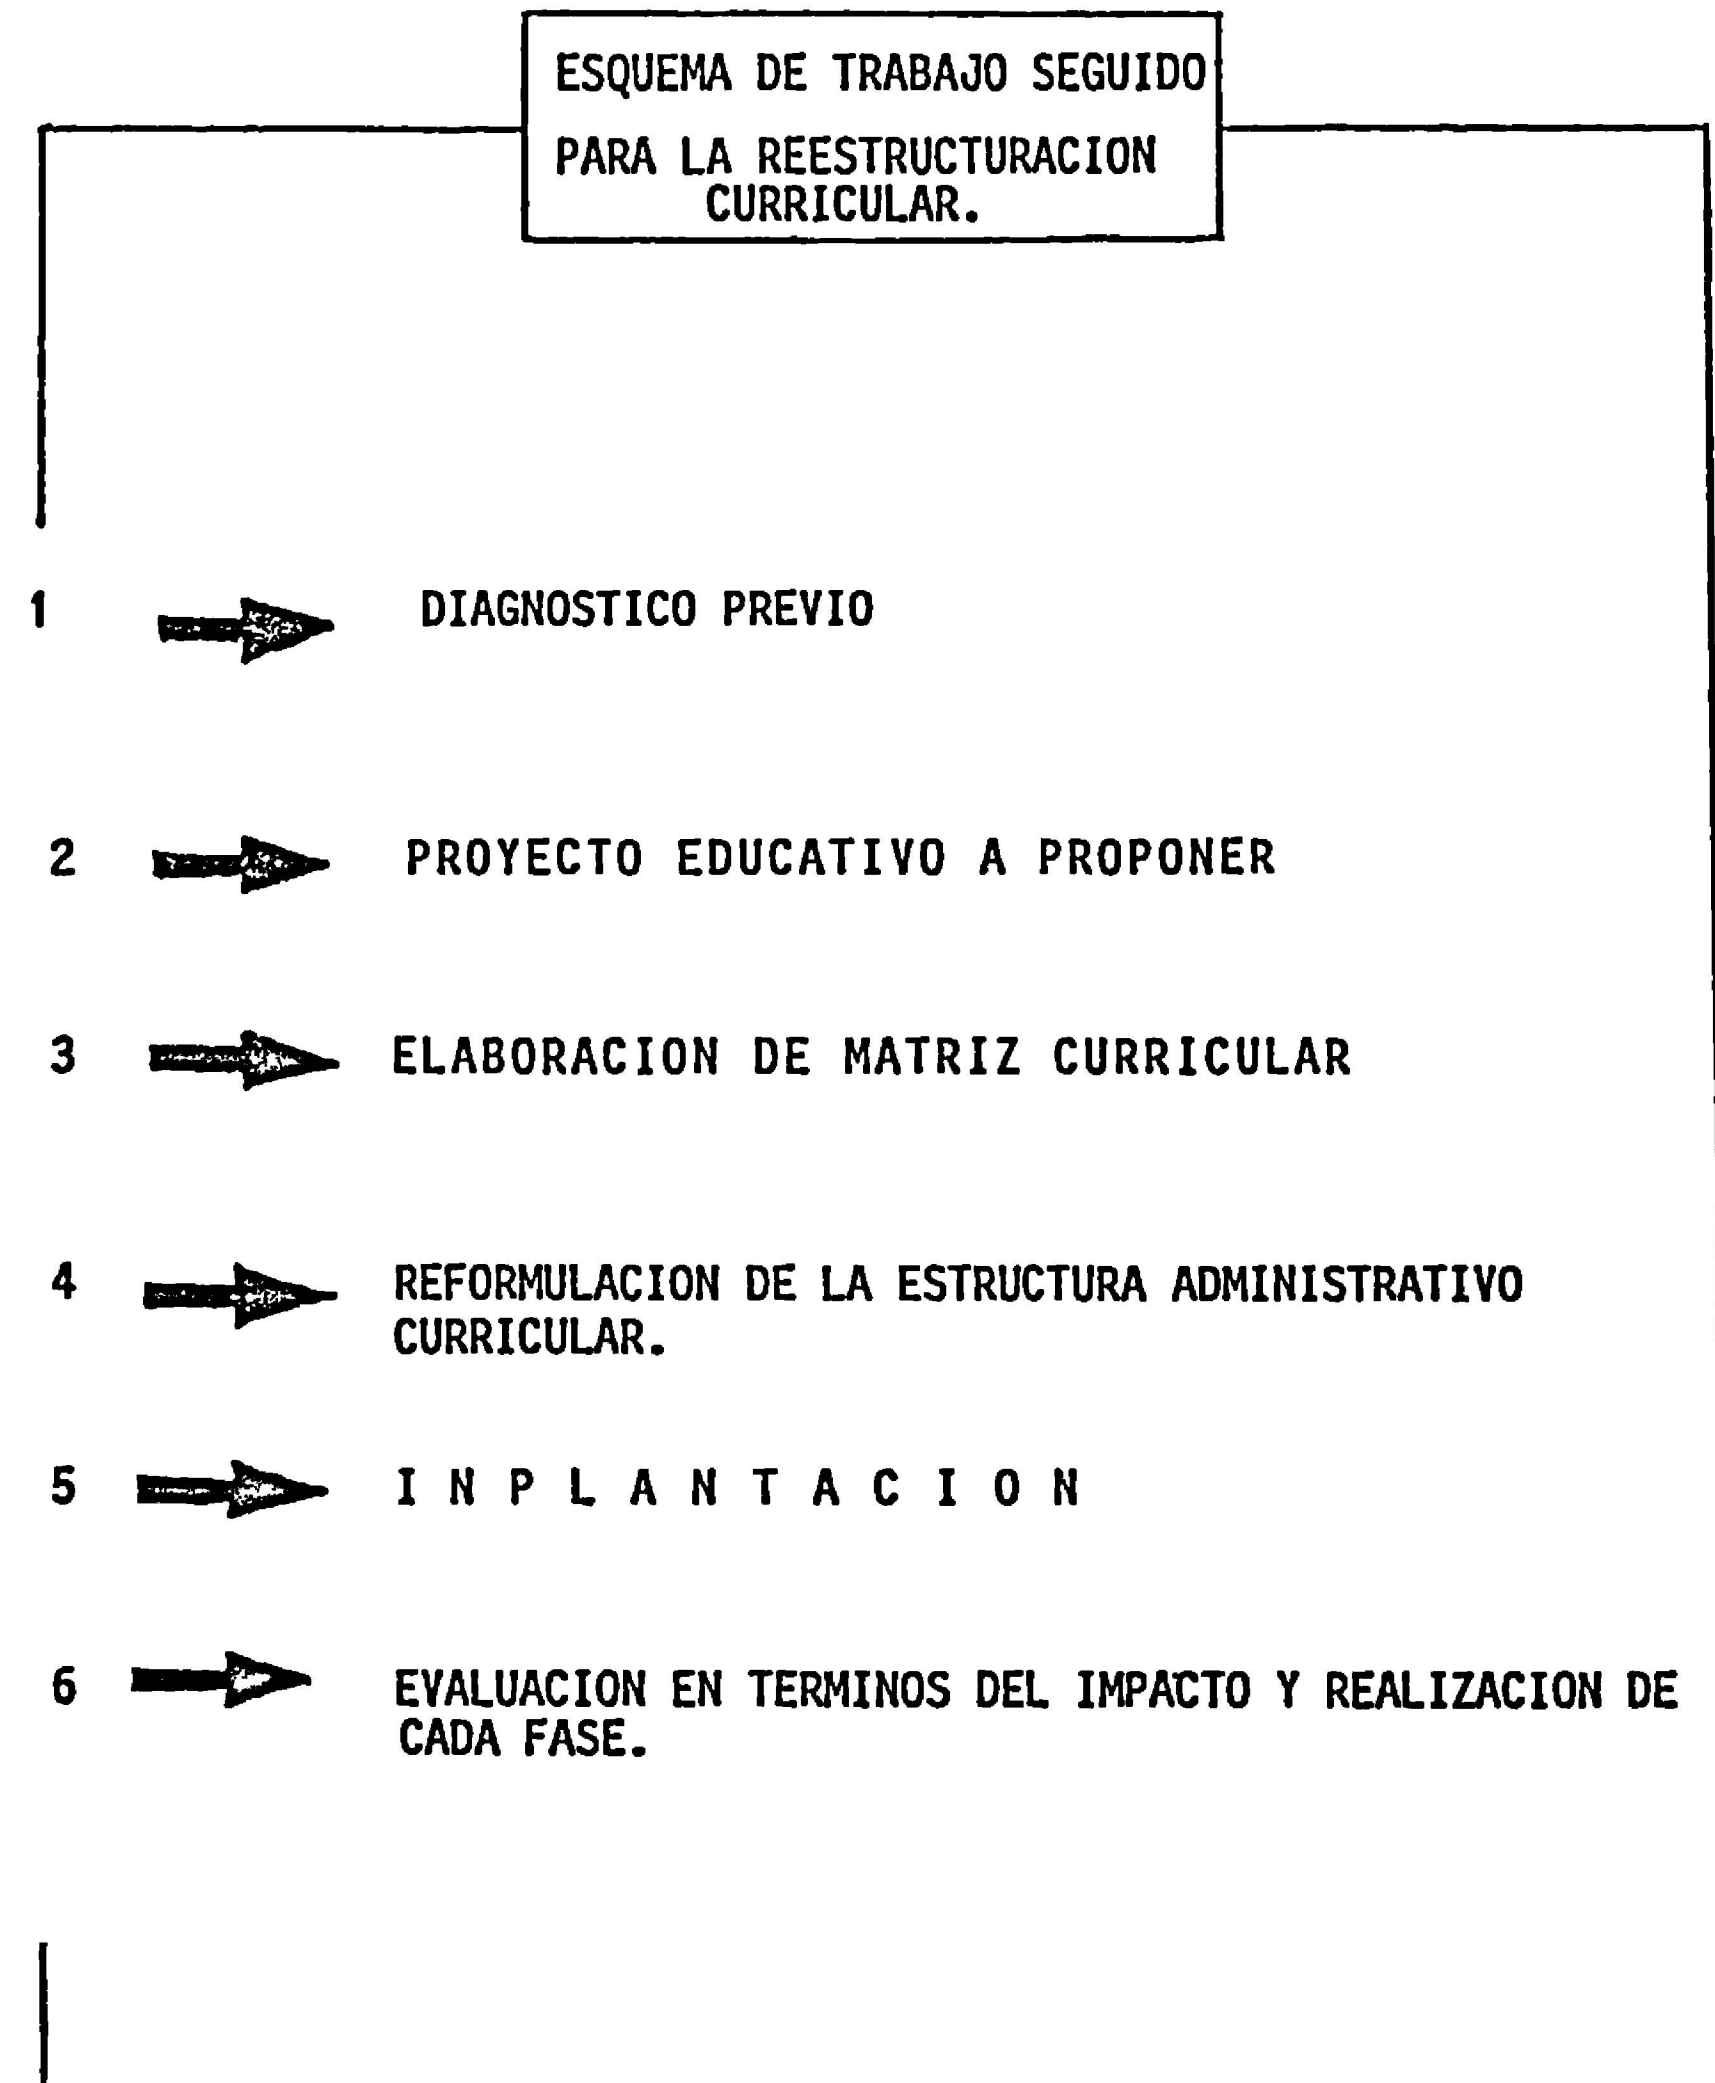 ESQUEMA DE TRABAJO SEGUIDO
PARA LA REESTRUCTURACION
CURRICULAR.
1 DIAGNOSTICO PREVIO
2 PROYECTO EDUCATIVO A PROPONER
3 ELABORACION DE MATRIZ CURRICULAR
4 REFORMULACION DE LA ESTRUCTURA ADMINISTRATIVO
CURRICULAR.
5 I N P L A N T A C I O N
6 EVALUACION EN TERMINOS DEL IMPACTO Y REALIZACION DE
CADA FASE.